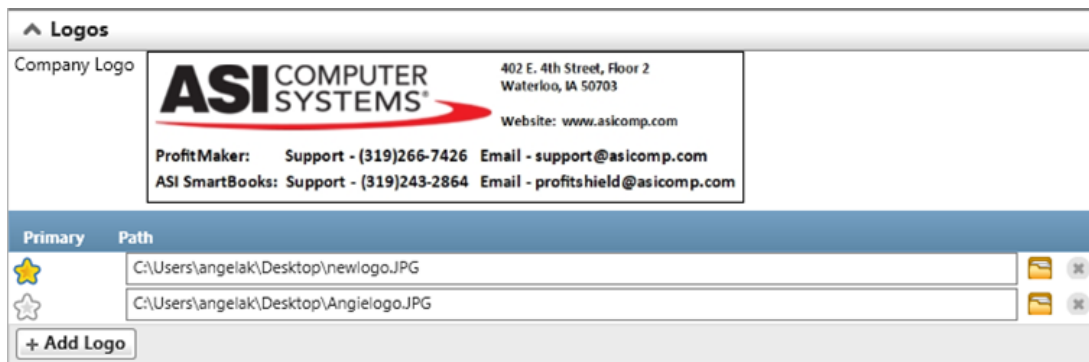 Logos
Company Logo
ASI COMPUTER SYSTEMS®
402 E. 4th Street, Floor 2
Waterloo, IA 50703
Website: www.asicomp.com
ProfitMaker: Support - (319)266-7426 Email - support@asicomp.com
ASI SmartBooks: Support - (319)243-2864 Email - profitshield@asicomp.com
Primary Path
C:\Users\angelak\Desktop\newlogo.JPG
C:\Users\angelak\Desktop\Angielogo.JPG
+ Add Logo